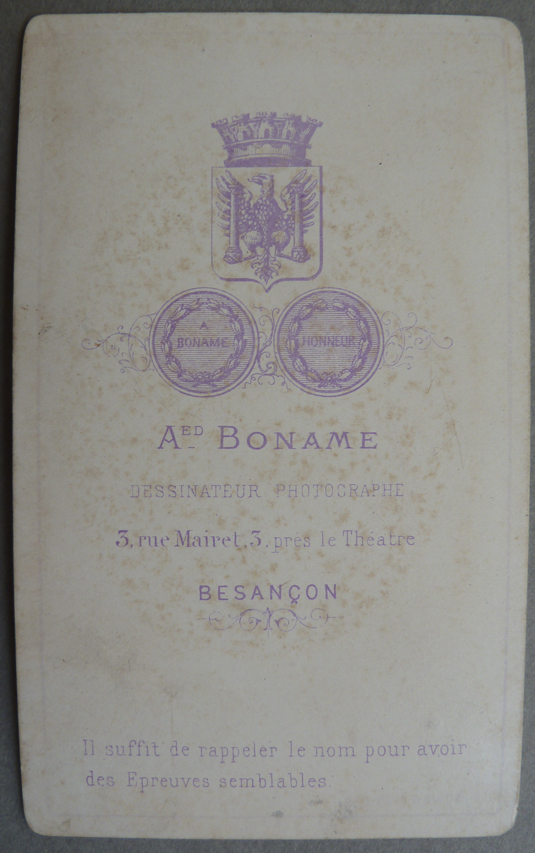 A
BONAME
HONNEUR
AED BONAME
DESSINATEUR PHOTOGRAPHE
3, rue Mairet, 3, pres le Théatre
BESANÇON
Il suffit de rappeler le nom pour avoir
des Epreuves semblables.